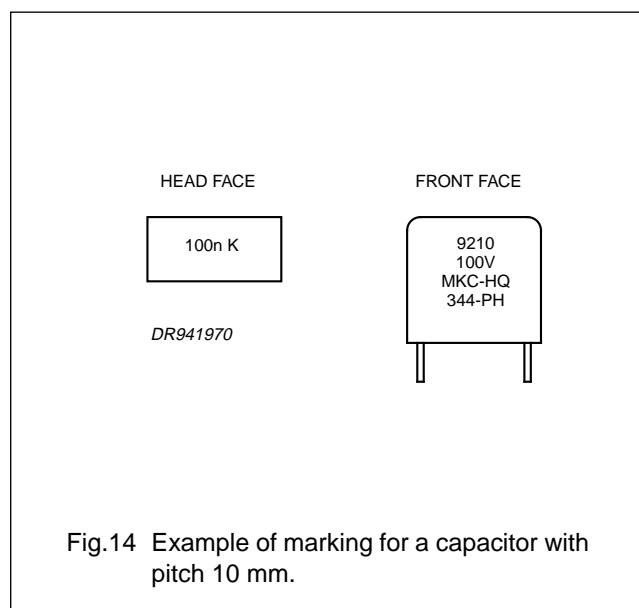 HEAD FACE
FRONT FACE
100n K
9210
100V
MKC-HQ
344-PH
DR941970
Fig.14 Example of marking for a capacitor with
pitch 10 mm.